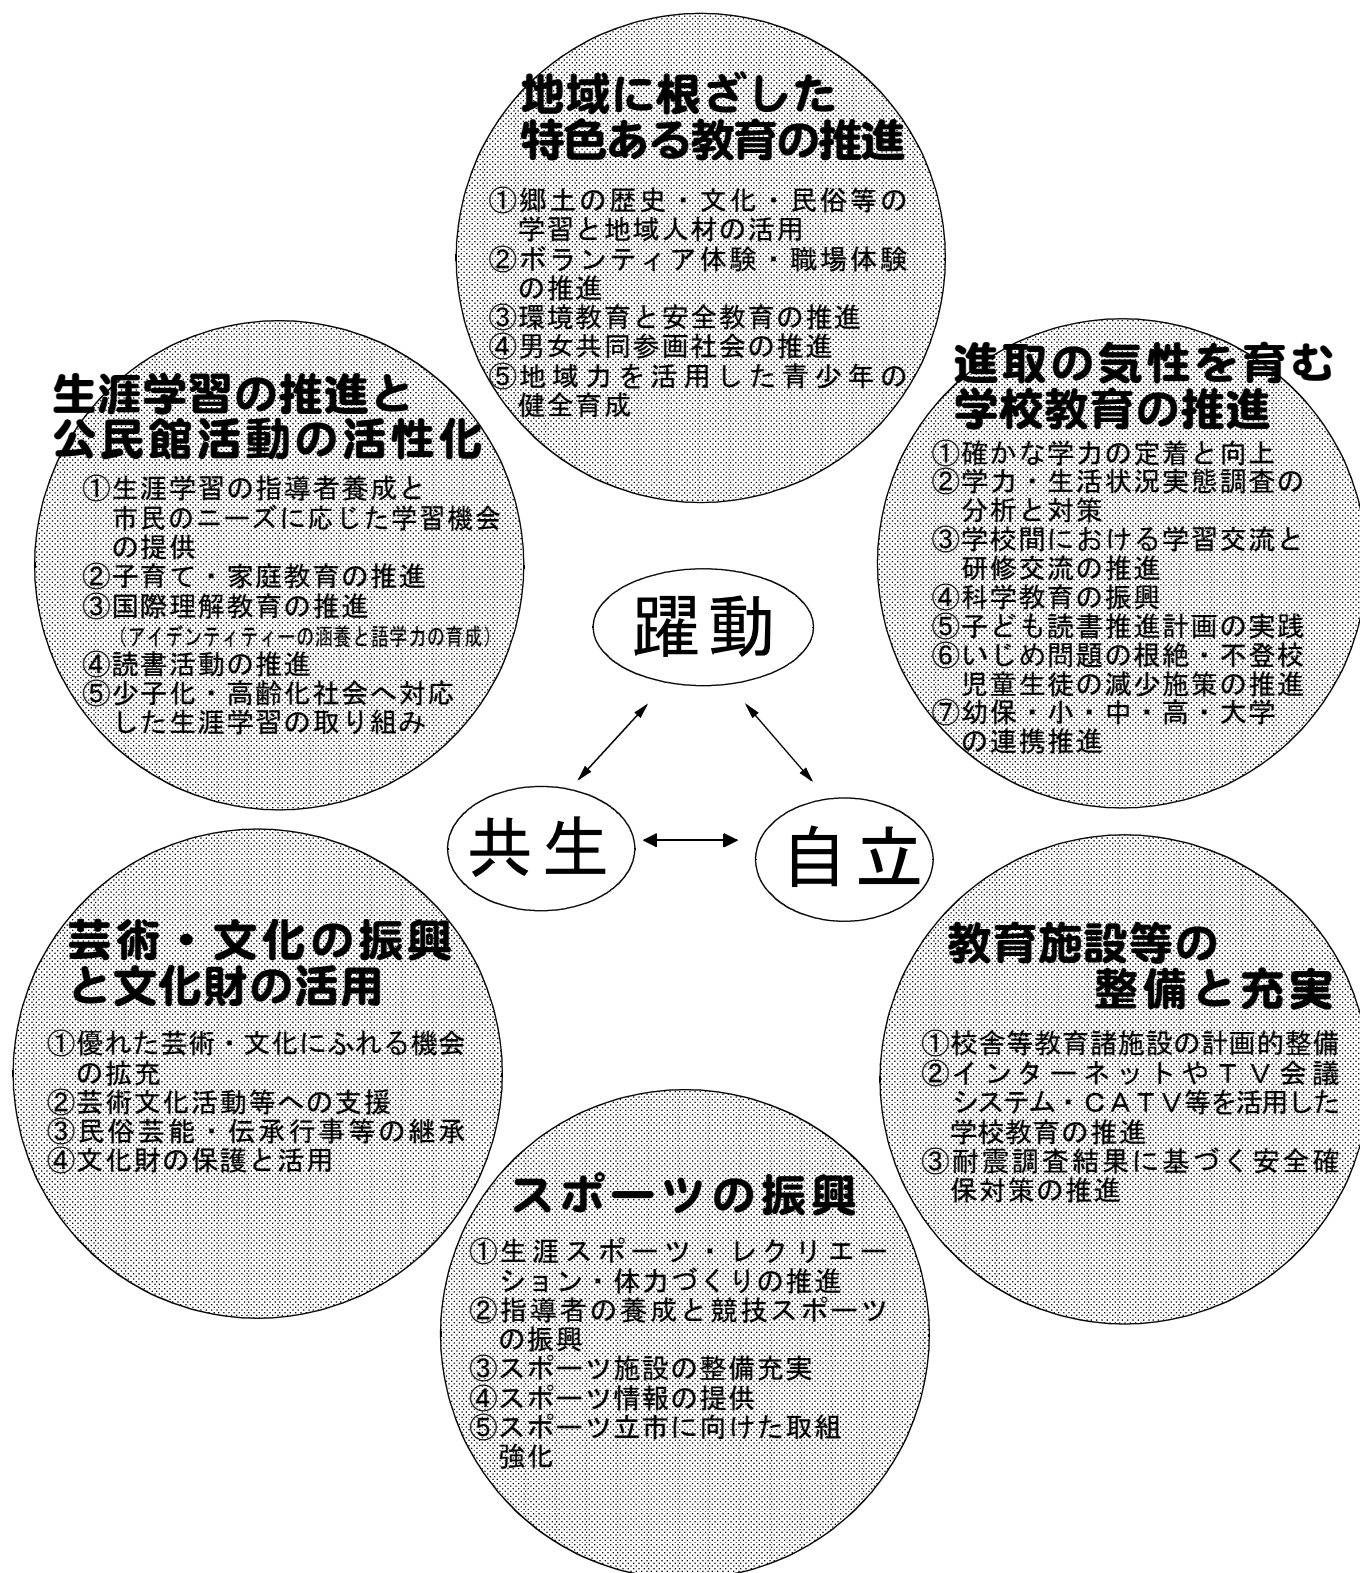 地域に根ざした
特色ある教育の推進
①郷土の歴史・文化・民俗等の
学習と地域人材の活用
②ボランティア体験・職場体験
の推進
③環境教育と安全教育の推進
④男女共同参画社会の推進
⑤地域力を活用した青少年の
健全育成
生涯学習の推進と
公民館活動の活性化
①生涯学習の指導者養成と
市民のニーズに応じた学習機会
の提供
②子育て・家庭教育の推進
③国際理解教育の推進
(アイデンティティーの涵養と語学力の育成)
④読書活動の推進
⑤少子化・高齢化社会へ対応
した生涯学習の取り組み
進取の気性を育む
学校教育の推進
①確かな学力の定着と向上
②学力・生活状況実態調査の
分析と対策
③学校間における学習交流と
研修交流の推進
④科学教育の振興
⑤子ども読書推進計画の実践
⑥いじめ問題の根絶・不登校
児童生徒の減少施策の推進
⑦幼保・小・中・高・大学
の連携推進
躍動
共生
自立
芸術・文化の振興
と文化財の活用
①優れた芸術・文化にふれる機会
の拡充
②芸術文化活動等への支援
③民俗芸能・伝承行事等の継承
④文化財の保護と活用
教育施設等の
整備と充実
①校舎等教育諸施設の計画的整備
②インターネットやTV会議
システム・CATV等を活用した
学校教育の推進
③耐震調査結果に基づく安全確
保対策の推進
スポーツの振興
①生涯スポーツ・レクリエー
ション・体力づくりの推進
②指導者の養成と競技スポーツ
の振興
③スポーツ施設の整備充実
④スポーツ情報の提供
⑤スポーツ立市に向けた取組
強化